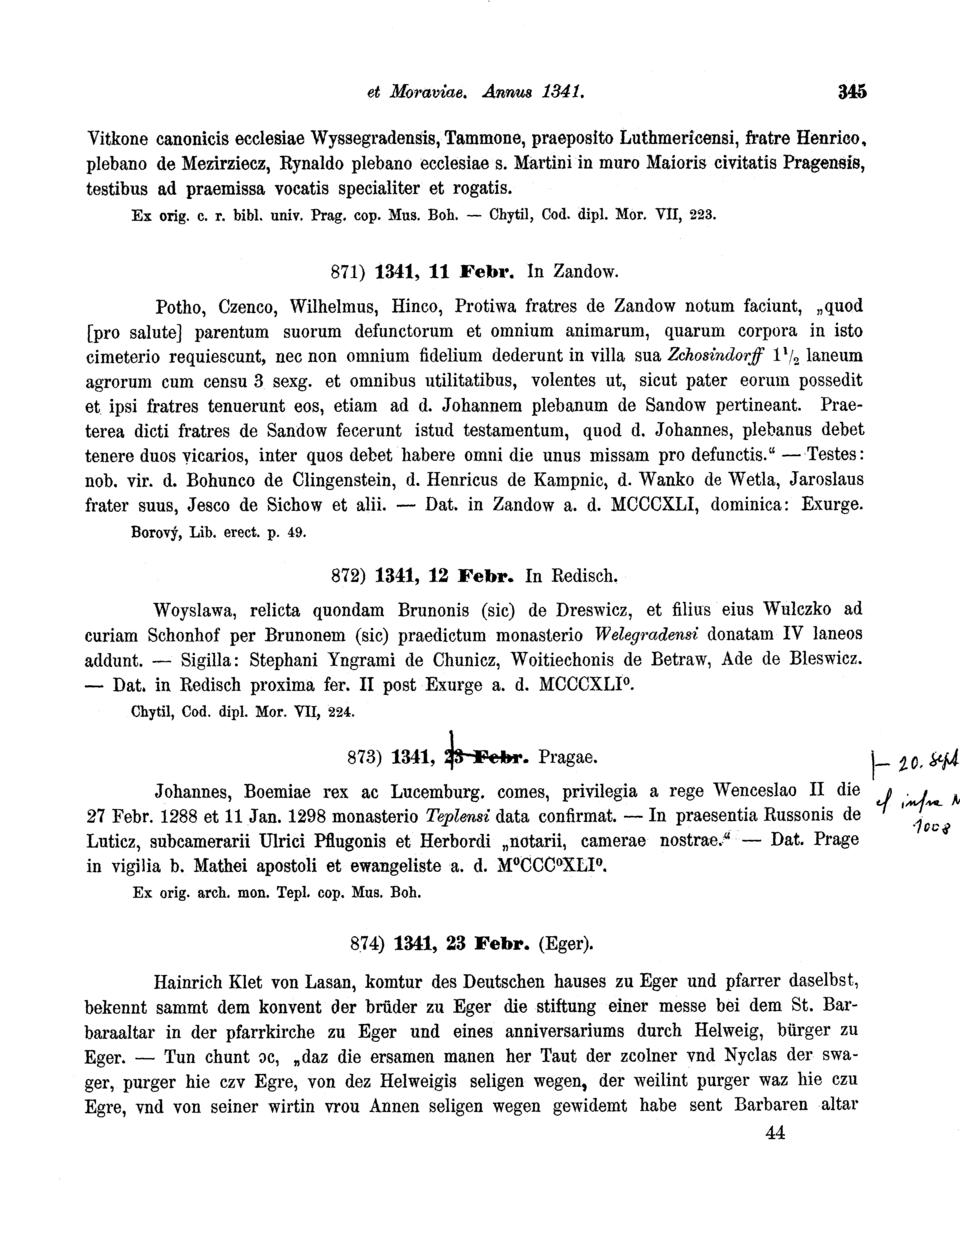 et Moraviae. Annus 1341. 345
Vitkone canonicis ecclesiae Wyssegradensis, Tammone, praeposito Luthmericensi, fratre Henrico,
plebano de Mezirziecz, Rynaldo plebano ecclesiae s. Martini in muro Maioris civitatis Pragensis,
testibus ad praemissa vocatis specialiter et rogatis.
Ex orig. c. r. bibl. univ. Prag. cop. Mus. Boh. — Chytil, Cod. dipl. Mor. VII, 223.
871) 1341, 11 Febr. In Zandow.
Potho, Czenco, Wilhelmus, Hinco, Protiwa fratres de Zandow notum faciunt, „quod
[pro salute] parentum suorum defunctorum et omnium animarum, quarum corpora in isto
cimeterio requiescunt, nec non omnium fidelium dederunt in villa sua Zchosindorff 1½ laneum
agrorum cum censu 3 sexg. et omnibus utilitatibus, volentes ut, sicut pater eorum possedit
et ipsi fratres tenuerunt eos, etiam ad d. Johannem plebanum de Sandow pertineant. Prae-
terea dicti fratres de Sandow fecerunt istud testamentum, quod d. Johannes, plebanus debet
tenere duos vicarios, inter quos debet habere omni die unus missam pro defunctis.“ — Testes:
nob. vir. d. Bohunco de Clingenstein, d. Henricus de Kampnic, d. Wanko de Wetla, Jaroslaus
frater suus, Jesco de Sichow et alii. — Dat. in Zandow a. d. MCCCXLI, dominica: Exurge.
Borový, Lib. erect. p. 49.
872) 1341, 12 Febr. In Redisch.
Woyslawa, relicta quondam Brunonis (sic) de Dreswicz, et filius eius Wulczko ad
curiam Schonhof per Brunonem (sic) praedictum monasterio Welegradensi donatam IV laneos
addunt. — Sigilla: Stephani Yngrami de Chunicz, Woitiechonis de Betraw, Ade de Bleswicz.
— Dat. in Redisch proxima fer. II post Exurge a. d. MCCCXLI⁰.
Chytil, Cod. dipl. Mor. VII, 224.
873) 1341, 23 Febr. Pragae.
⊢ 20. Sept
Johannes, Boemiae rex ac Lucemburg. comes, privilegia a rege Wenceslao II die
cf infra N
27 Febr. 1288 et 11 Jan. 1298 monasterio Teplensi data confirmat. — In praesentia Russonis de
1008
Luticz, subcamerarii Ulrici Pflugonis et Herbordi „notarii, camerae nostrae.“ — Dat. Prage
in vigilia b. Mathei apostoli et ewangeliste a. d. M⁰CCC⁰XLI⁰.
Ex orig. arch. mon. Tepl. cop. Mus. Boh.
874) 1341, 23 Febr. (Eger).
Hainrich Klet von Lasan, komtur des Deutschen hauses zu Eger und pfarrer daselbst,
bekennt sammt dem konvent der brüder zu Eger die stiftung einer messe bei dem St. Bar-
baraaltar in der pfarrkirche zu Eger und eines anniversariums durch Helweig, bürger zu
Eger. — Tun chunt ɔc, „daz die ersamen manen her Taut der zcolner vnd Nyclas der swa-
ger, purger hie czv Egre, von dez Helweigis seligen wegen, der weilint purger waz hie czu
Egre, vnd von seiner wirtin vrou Annen seligen wegen gewidemt habe sent Barbaren altar
44